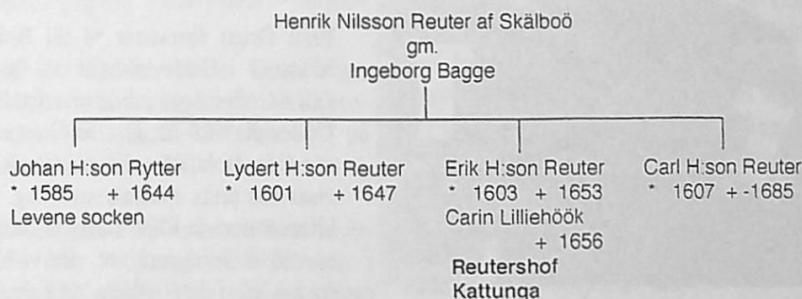 Henrik Nilsson Reuter af Skälboö
gm.
Ingeborg Bagge
Johan H:son Rytter
* 1585 + 1644
Levene socken
Lydert H:son Reuter
* 1601 + 1647
Erik H:son Reuter
* 1603 + 1653
Carin Lilliehöök
+ 1656
Reutershof
Kattunga
Carl H:son Reuter
* 1607 + -1685